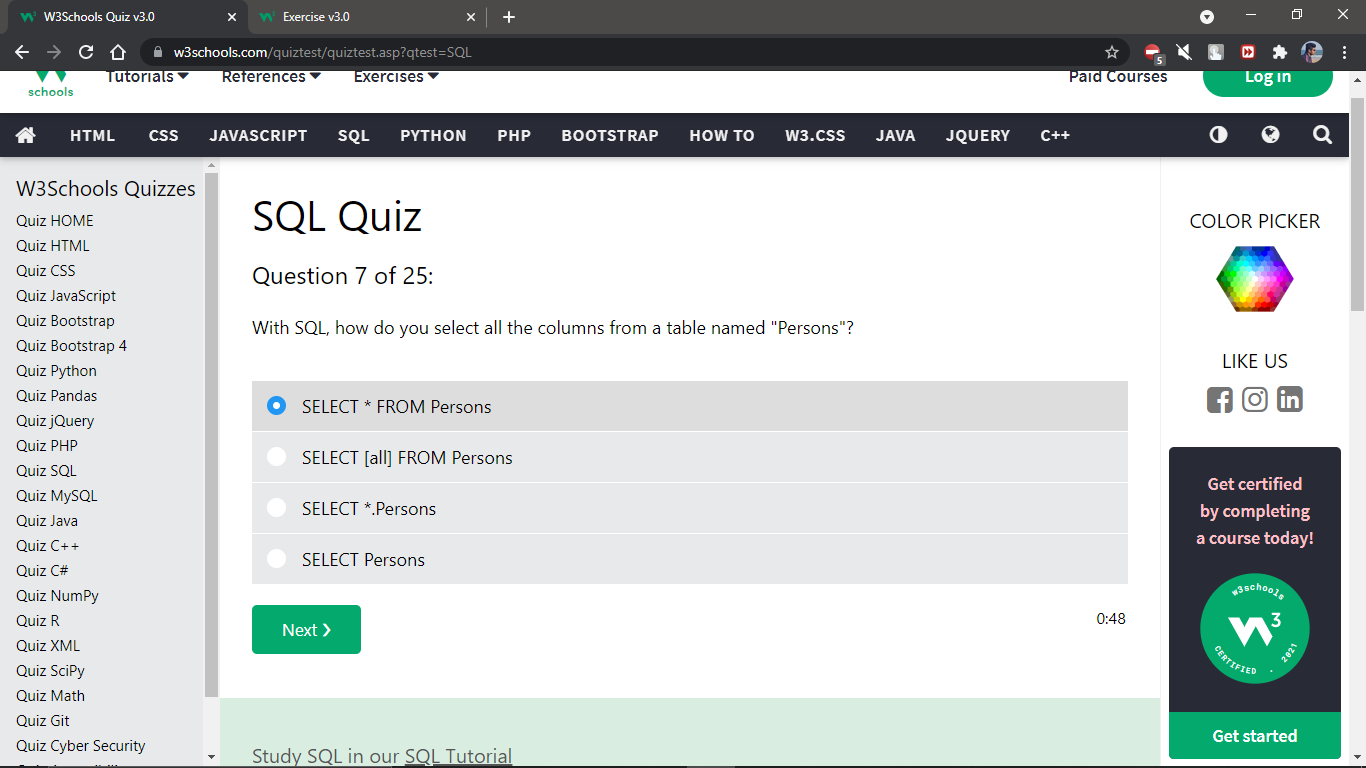 W3Schools Quiz v3.0
Exercise v3.0
w3schools.com/quiztest/quiztest.asp?qtest=SQL
5
schools
Tutorials
References
Exercises
Paid Courses
Log in
HTML CSS JAVASCRIPT SQL PYTHON PHP BOOTSTRAP HOW TO W3.CSS JAVA JQUERY C++
W3Schools Quizzes
Quiz HOME
Quiz HTML
Quiz CSS
Quiz JavaScript
Quiz Bootstrap
Quiz Bootstrap 4
Quiz Python
Quiz Pandas
Quiz jQuery
Quiz PHP
Quiz SQL
Quiz MySQL
Quiz Java
Quiz C++
Quiz C#
Quiz NumPy
Quiz R
Quiz XML
Quiz SciPy
Quiz Math
Quiz Git
Quiz Cyber Security
SQL Quiz
Question 7 of 25:
With SQL, how do you select all the columns from a table named "Persons"?
SELECT * FROM Persons
SELECT [all] FROM Persons
SELECT *.Persons
SELECT Persons
Next ❯
0:48
Study SQL in our SQL Tutorial
COLOR PICKER
LIKE US
Get certified
by completing
a course today!
w3schools
3
CERTIFIED . 2021
Get started